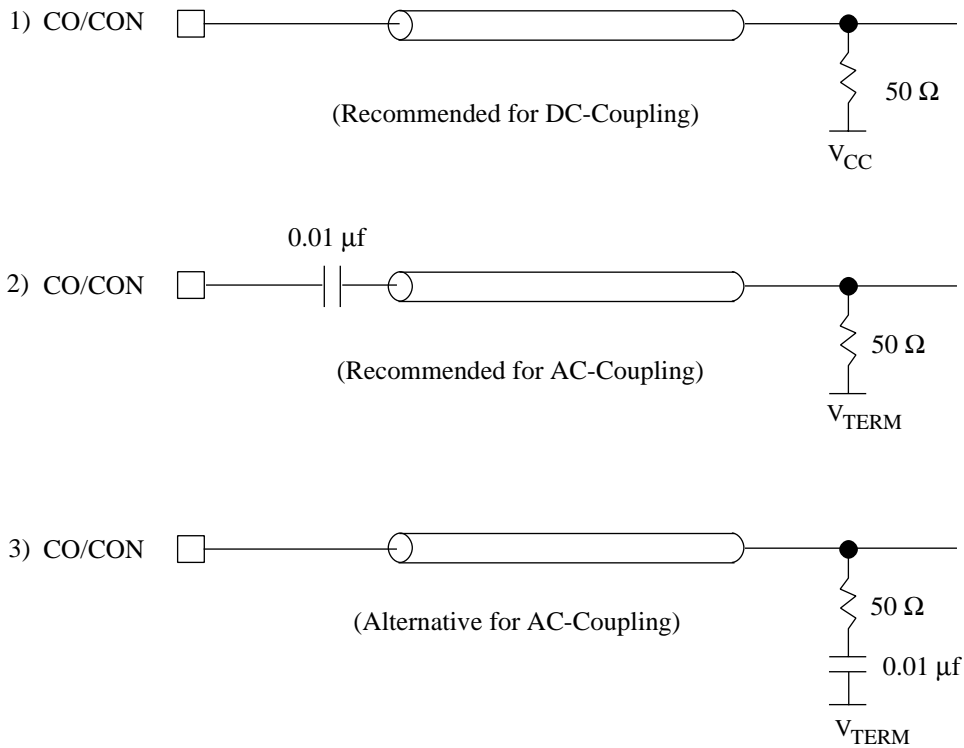 1) CO/CON
50 Ω
(Recommended for DC-Coupling)
VCC
0.01 μf
2) CO/CON
50 Ω
(Recommended for AC-Coupling)
VTERM
3) CO/CON
50 Ω
(Alternative for AC-Coupling)
0.01 μf
VTERM